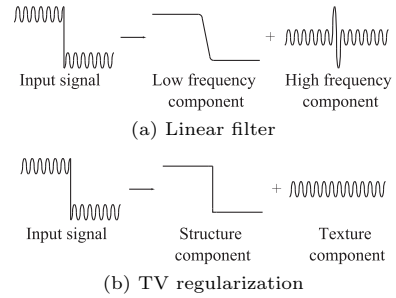 Input signal
Low frequency component
High frequency component
(a) Linear filter
Input signal
Structure component
Texture component
(b) TV regularization